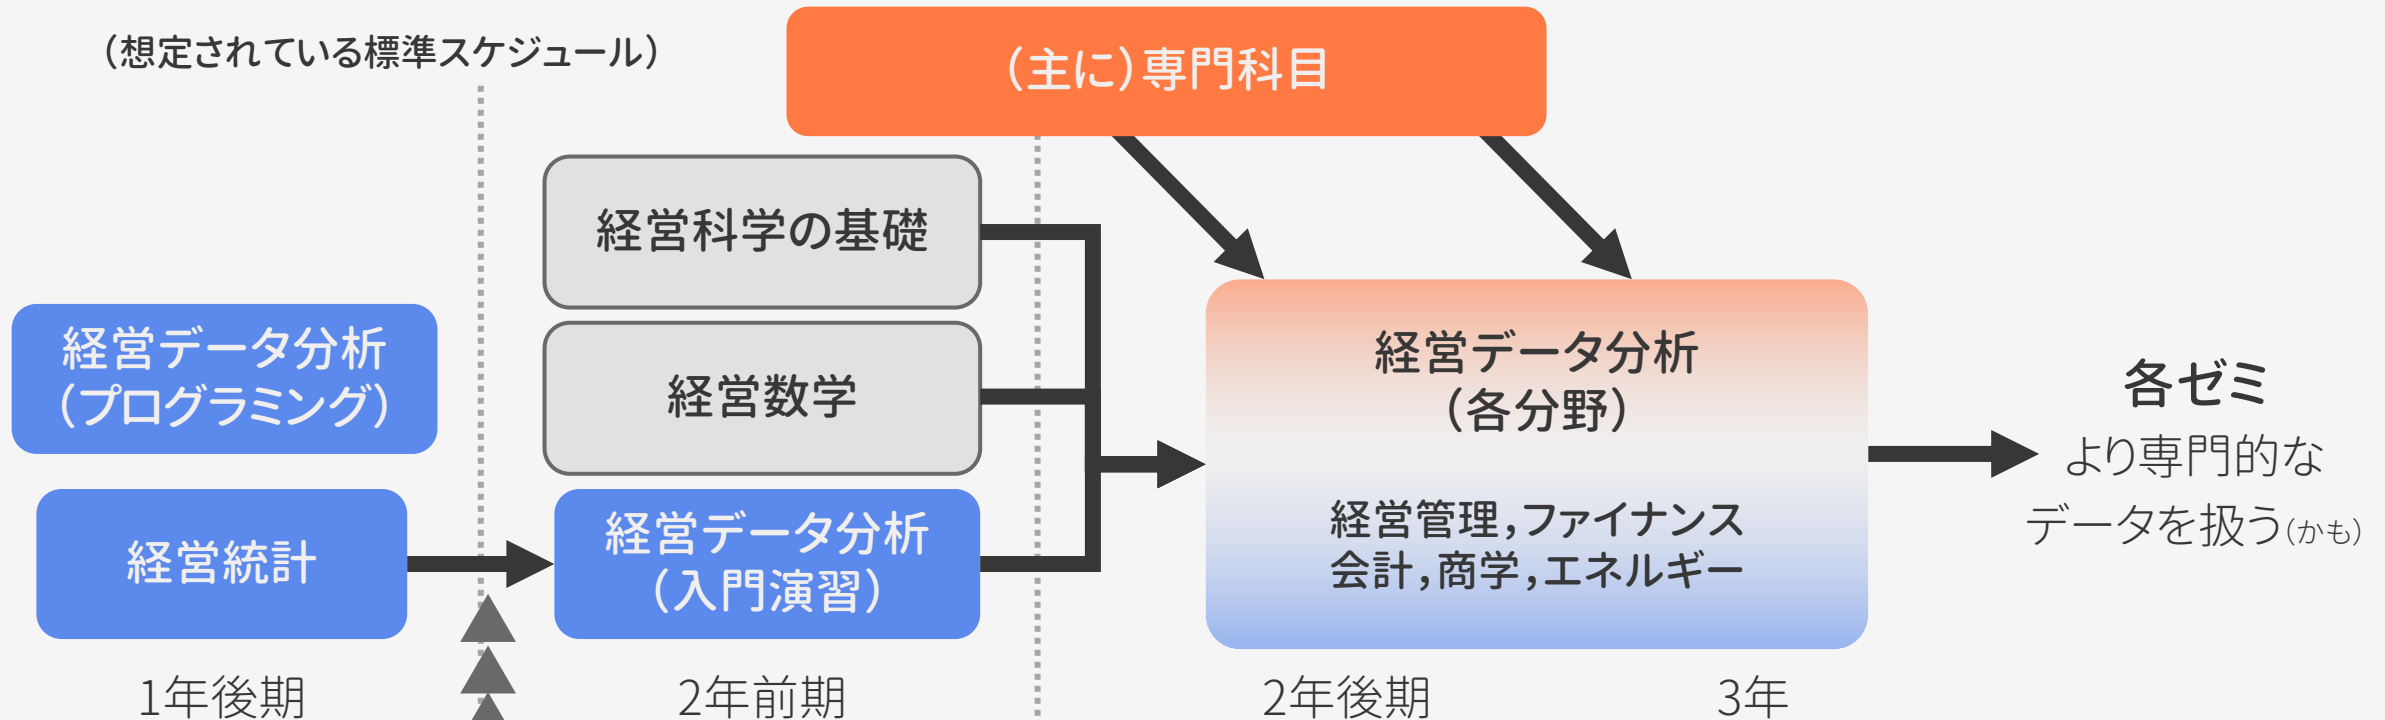 （想定されている標準スケジュール）
（主に）専門科目
経営科学の基礎
経営データ分析
（プログラミング）
経営数学
経営統計
経営データ分析
（入門演習）
経営データ分析
（各分野）
経営管理，ファイナンス
会計，商学，エネルギー
各ゼミ
より専門的な
データを扱う（かも）
1年後期
2年前期
2年後期
3年